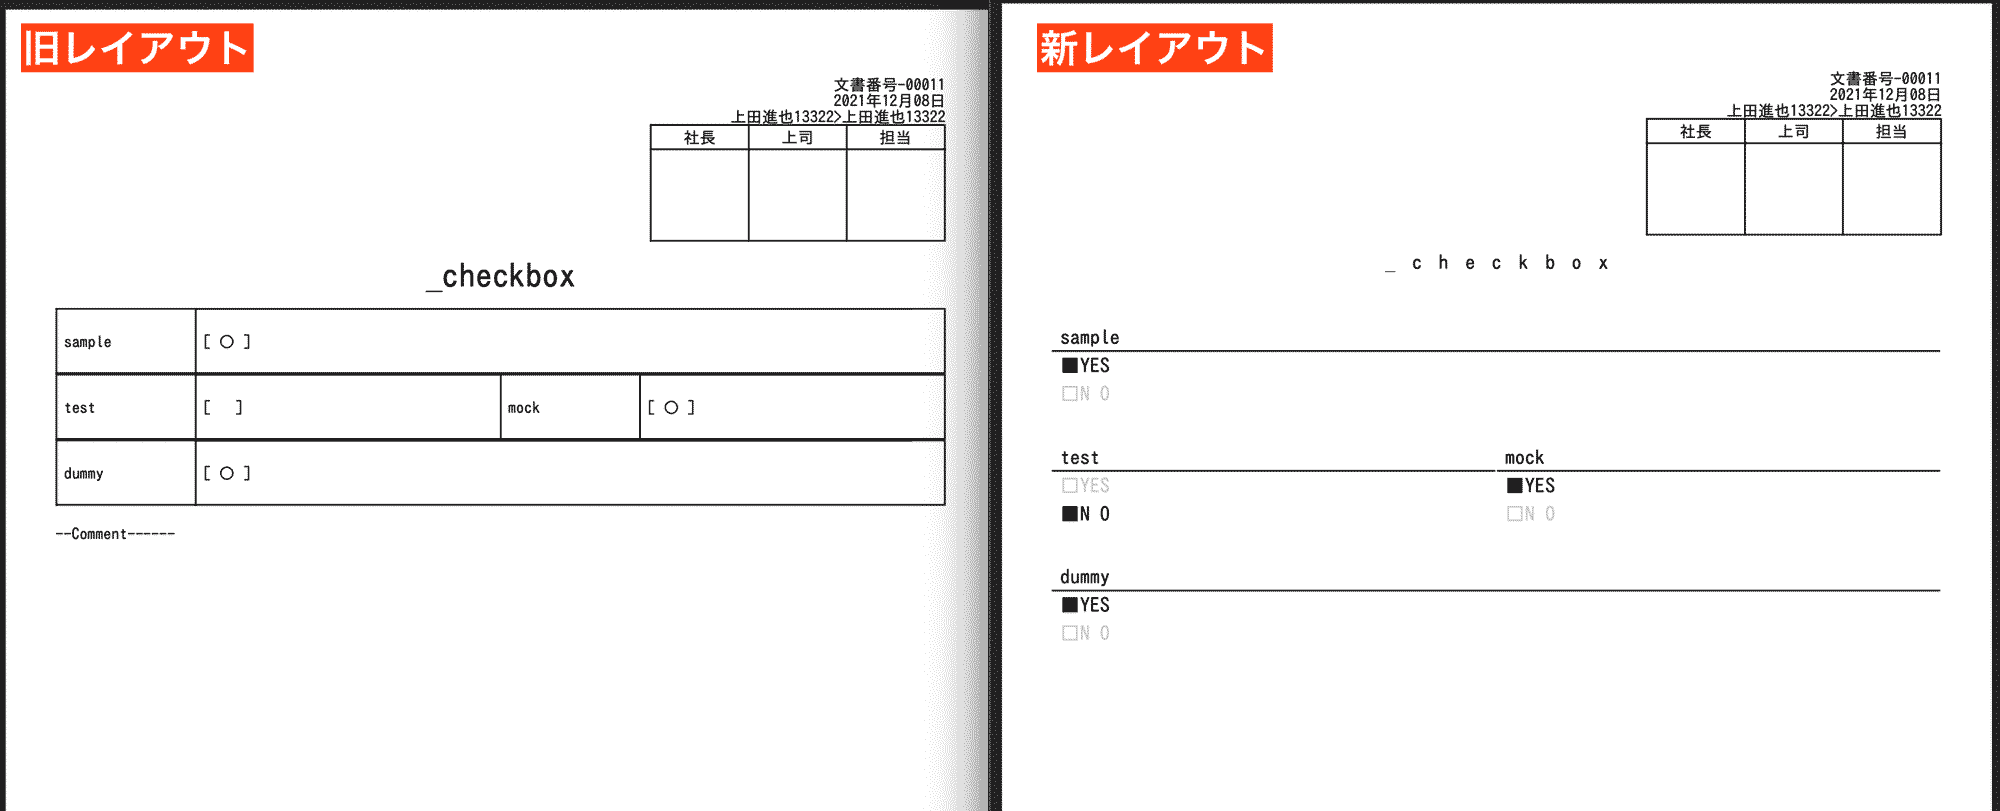 旧レイアウト
文書番号-00011
2021年12月08日
上田進也13322>上田進也13322
社長 上司 担当
_checkbox
sample [ ○ ]
test [   ] mock [ ○ ]
dummy [ ○ ]
--Comment------
新レイアウト
文書番号-00011
2021年12月08日
上田進也13322>上田進也13322
社長 上司 担当
_ c h e c k b o x
sample
■YES
□N O
test mock
□YES ■YES
■N O □N O
dummy
■YES
□N O